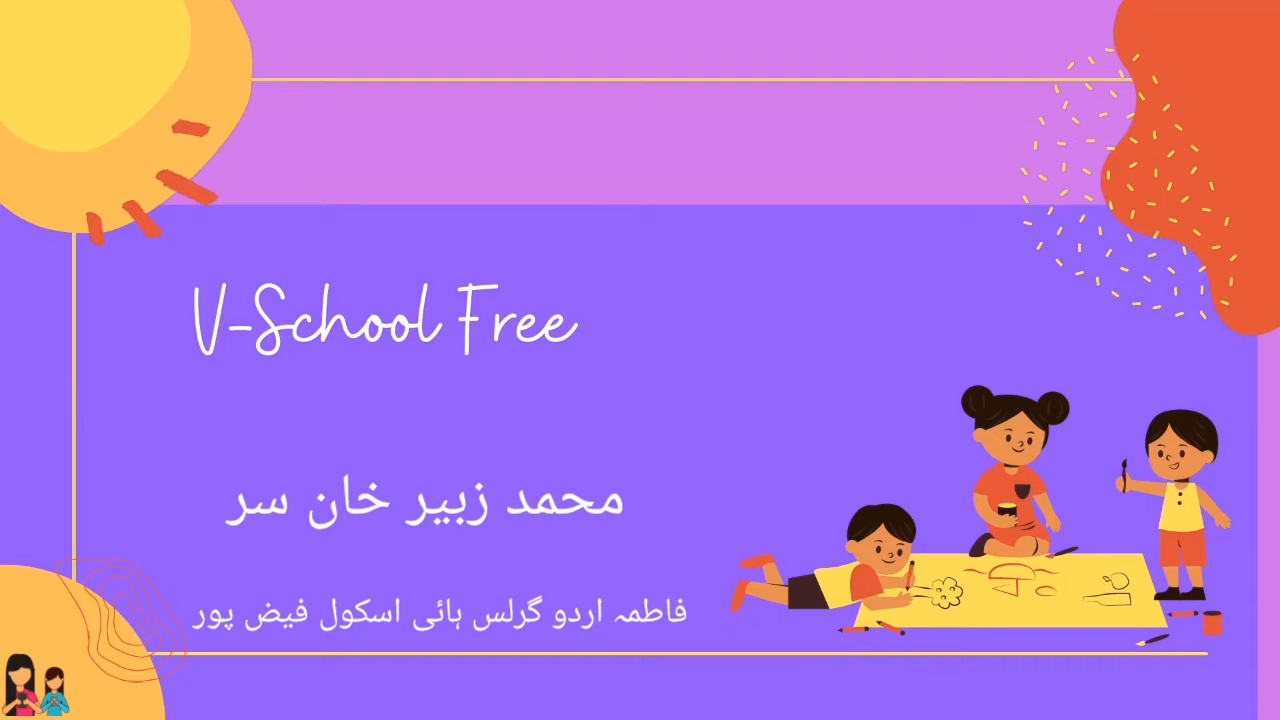 V-School Free
محمد زبیر خان سر
فاطمہ اردو گرلس ہائی اسکول فیض پور